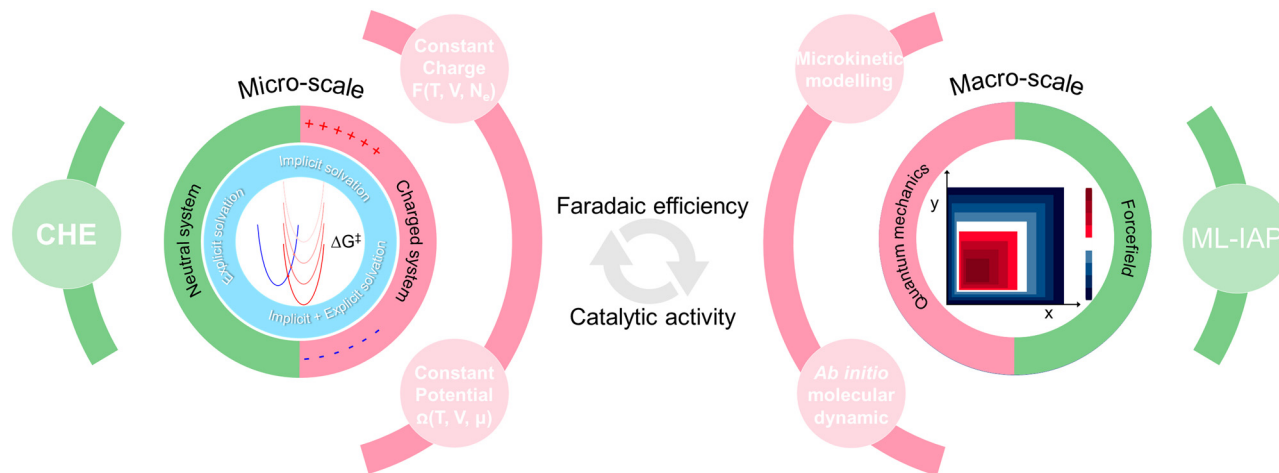 CHE
Micro-scale
Neutral system
Charged system
++++++
Implicit solvation
Explicit solvation
Implicit + Explicit solvation
ΔG‡
------
Constant
Charge
F(T, V, Nₑ)
Constant
Potential
Ω(T, V, μ)
Faradaic efficiency
Catalytic activity
Microkinetic
modelling
Ab initio
molecular
dynamic
Macro-scale
Quantum mechanics
Forcefield
y
x
ML-IAP